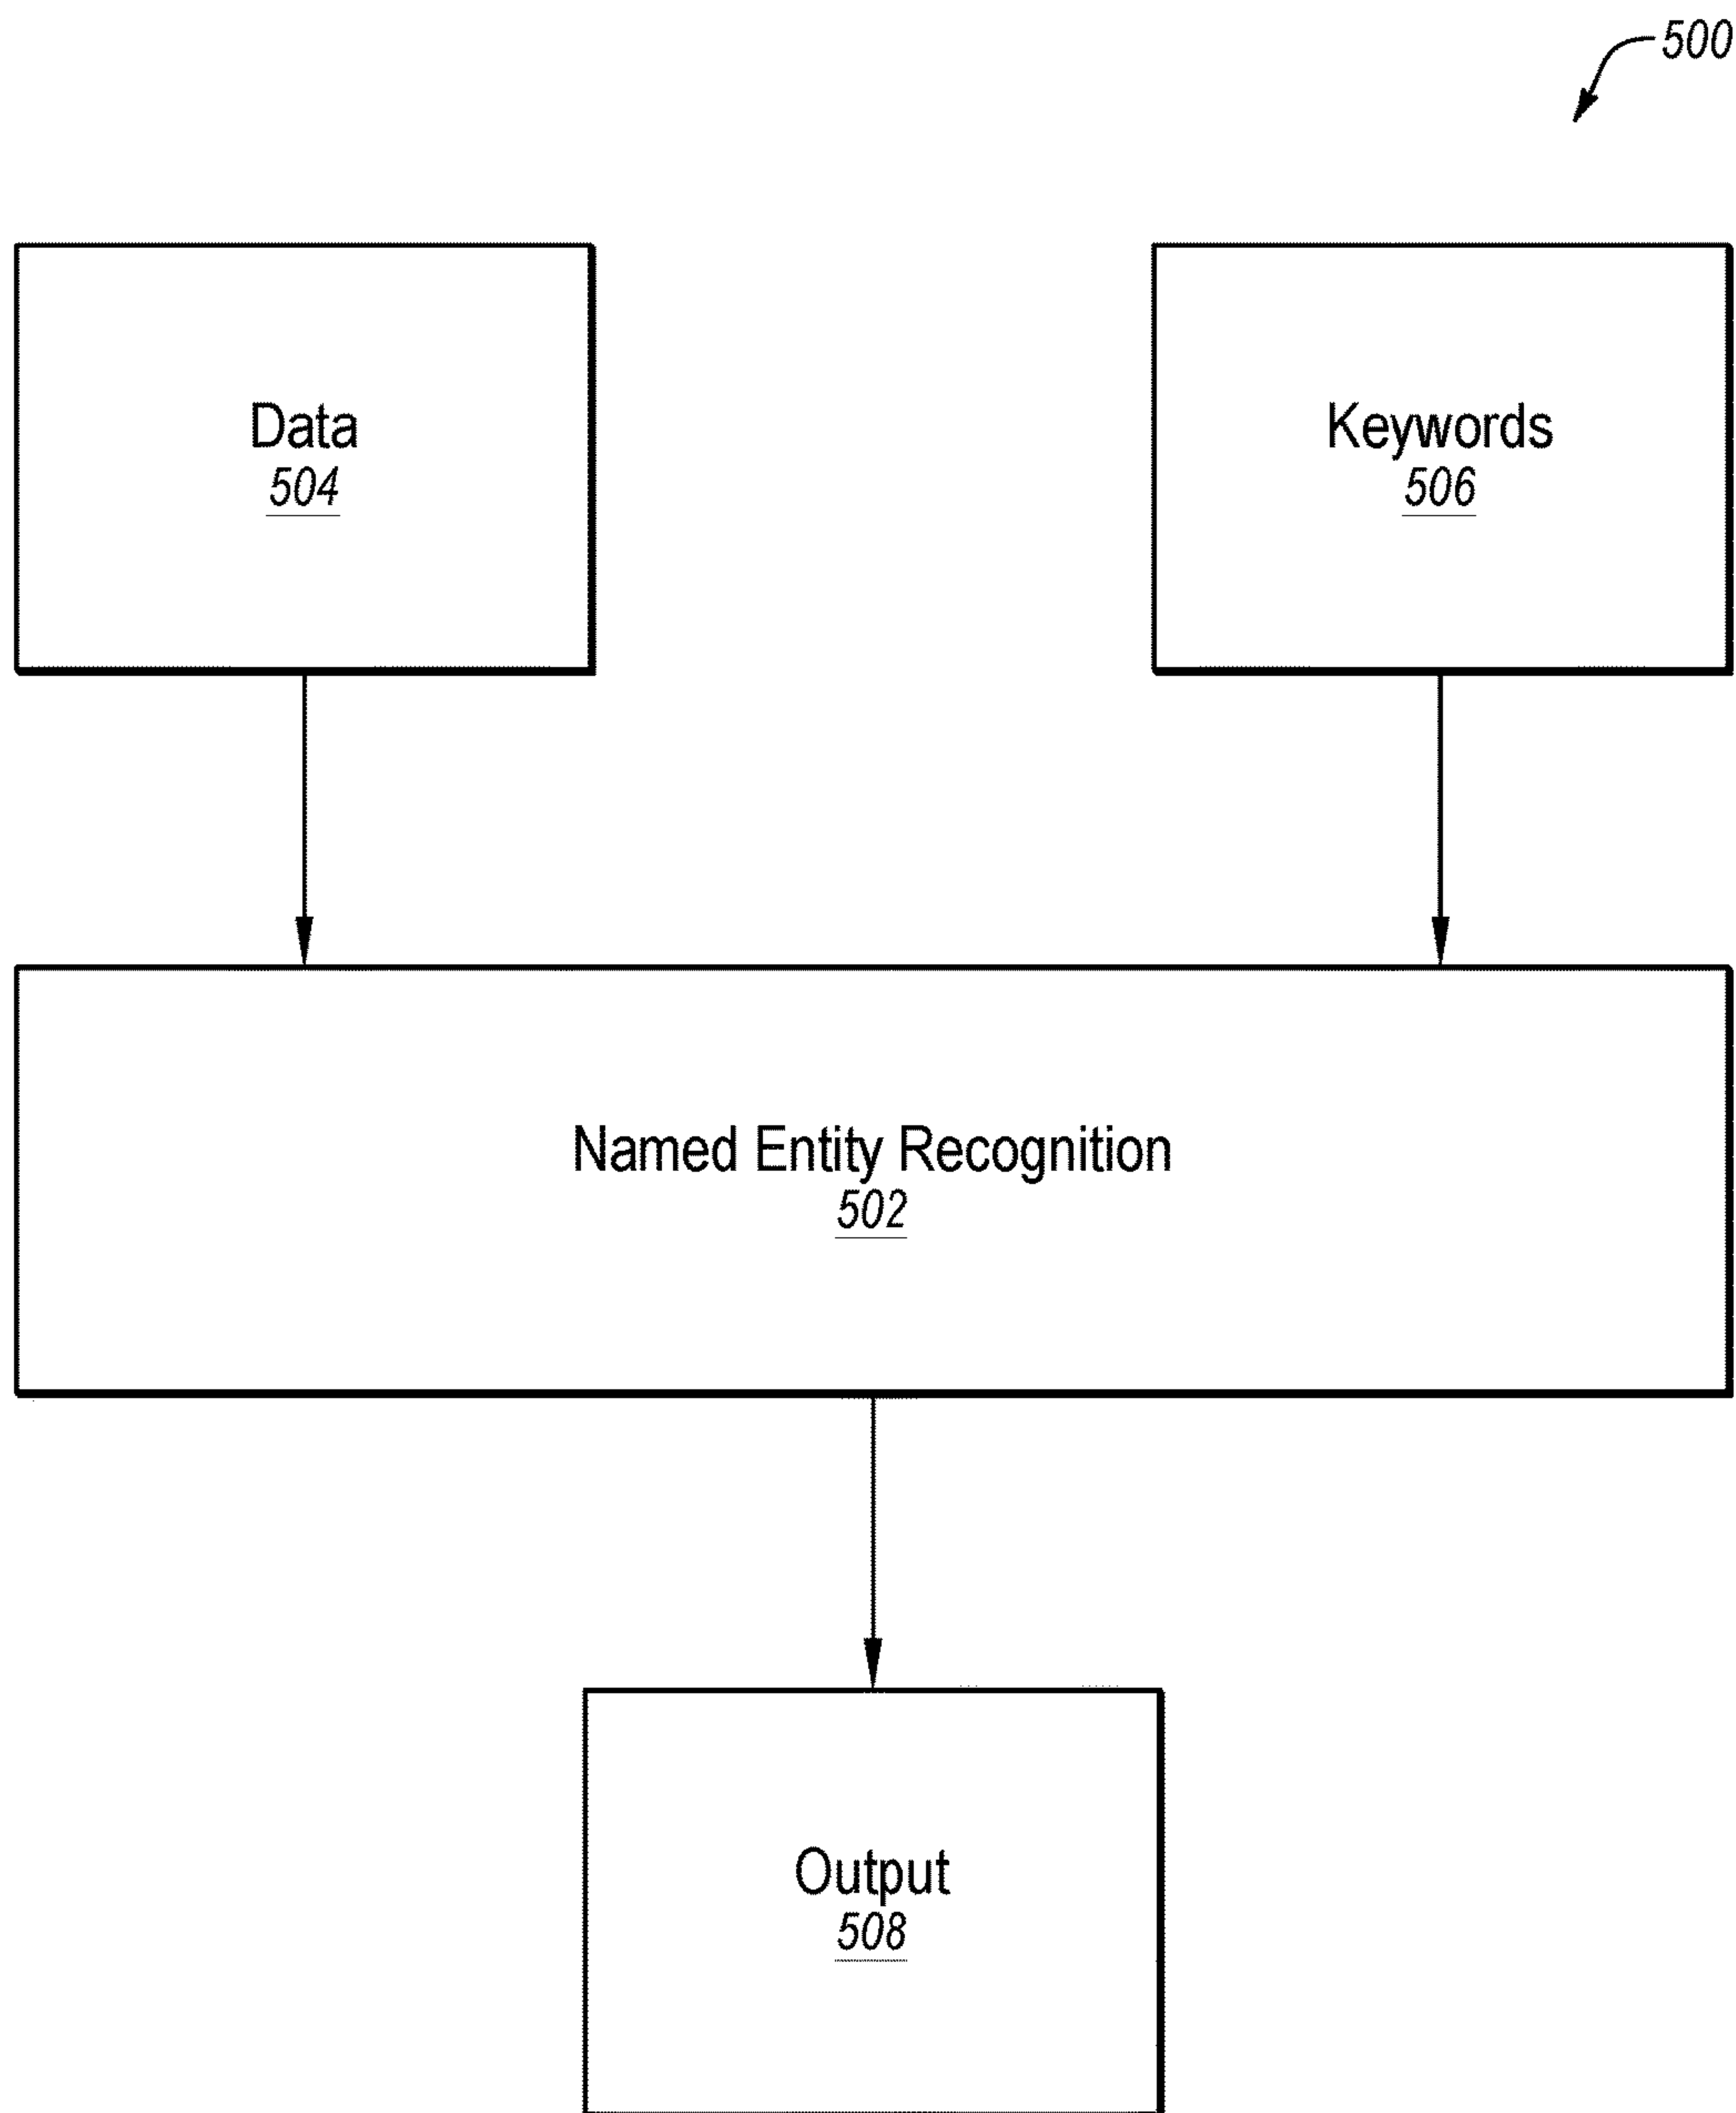 500
Data
504
Keywords
506
Named Entity Recognition
502
Output
508